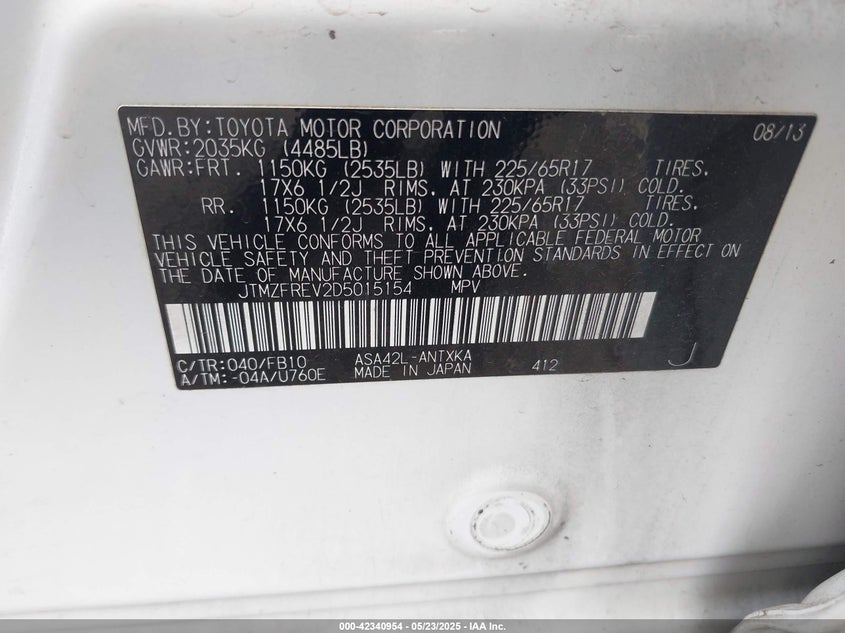 MFD.BY:TOYOTA MOTOR CORPORATION 08/13
GVWR:2035KG (4485LB)
GAWR:FRT. 1150KG (2535LB) WITH 225/65R17 TIRES.
17X6 1/2J RIMS. AT 230KPA (33PSI) COLD.
RR. 1150KG (2535LB) WITH 225/65R17 TIRES.
17X6 1/2J RIMS. AT 230KPA (33PSI) COLD.
THIS VEHICLE CONFORMS TO ALL APPLICABLE FEDERAL MOTOR
VEHICLE SAFETY AND THEFT PREVENTION STANDARDS IN EFFECT ON
THE DATE OF MANUFACTURE SHOWN ABOVE.
JTMZFREV2D5015154 MPV
C/TR:040/FB10 ASA42L-ANTXKA
A/TM:-04A/U760E MADE IN JAPAN 412 J
000-42340954 - 05/23/2025 - IAA Inc.